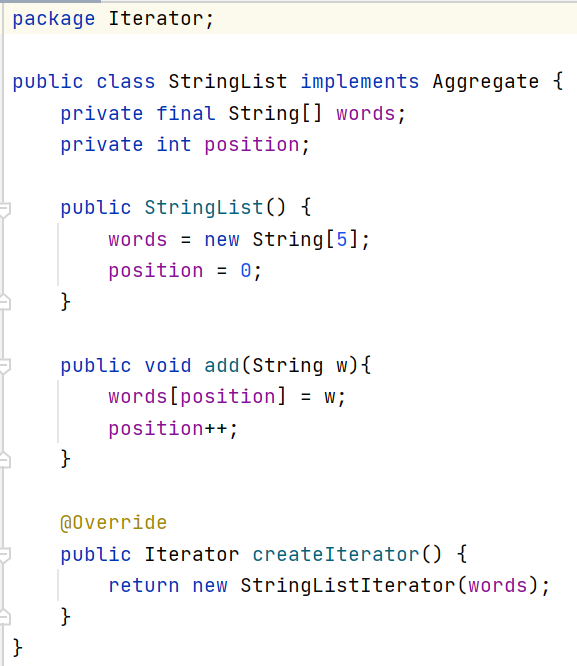 package Iterator;
public class StringList implements Aggregate {
    private final String[] words;
    private int position;
    public StringList() {
        words = new String[5];
        position = 0;
    }
    public void add(String w){
        words[position] = w;
        position++;
    }
    @Override
    public Iterator createIterator() {
        return new StringListIterator(words);
    }
}